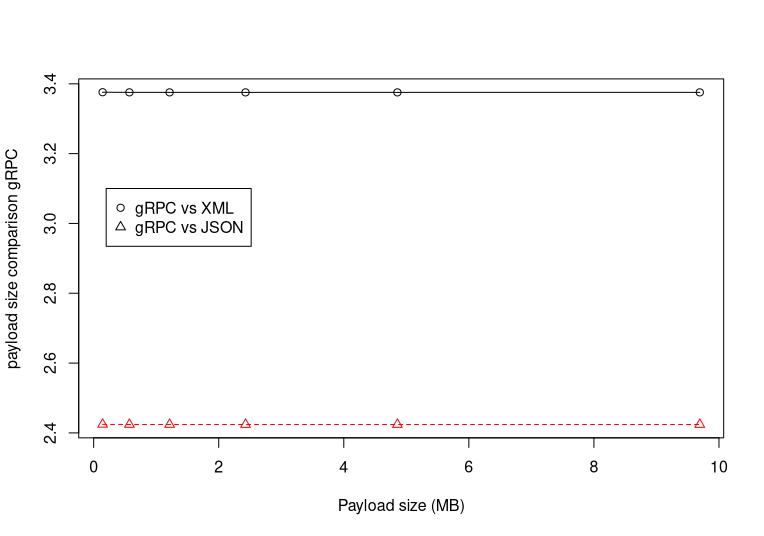 payload size comparison gRPC
3.4
3.2
3.0
2.8
2.6
2.4
gRPC vs XML
gRPC vs JSON
0 2 4 6 8 10
Payload size (MB)